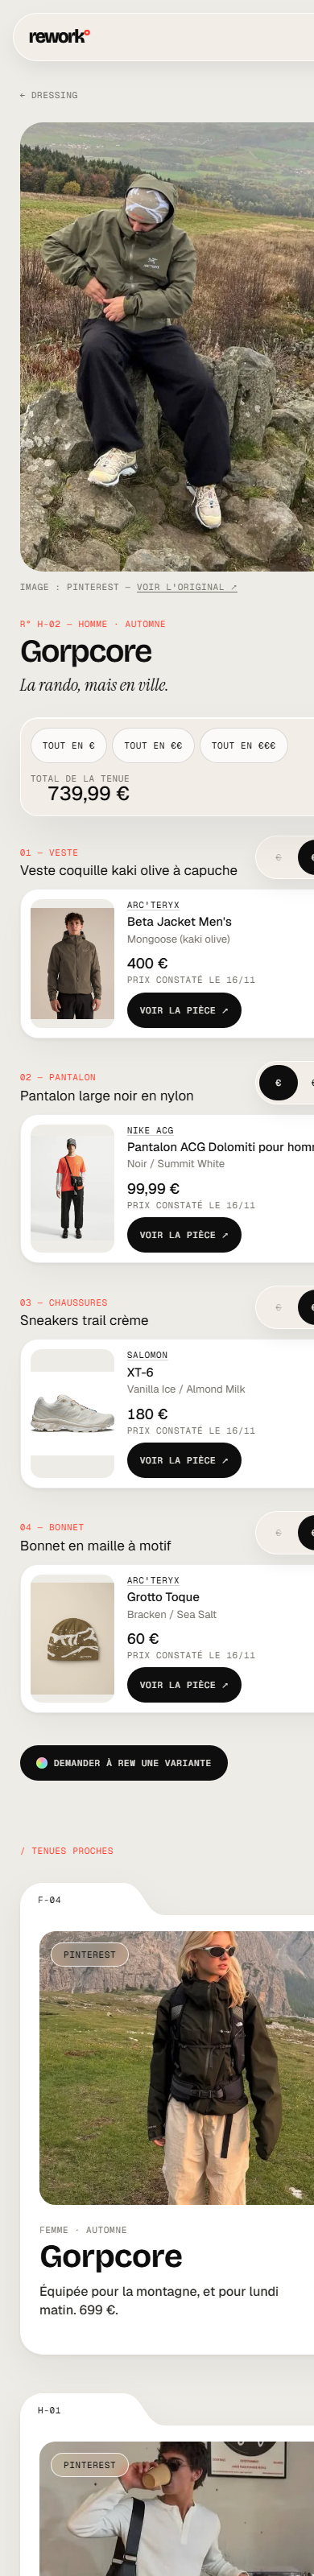 rework
← DRESSING
ARC'TERYX
IMAGE : PINTEREST — VOIR L'ORIGINAL ↗
R° H-02 — HOMME · AUTOMNE
Gorpcore
La rando, mais en ville.
TOUT EN € TOUT EN €€ TOUT EN €€€
TOTAL DE LA TENUE
739,99 €
01 — VESTE
Veste coquille kaki olive à capuche
€
ARC'TERYX
Beta Jacket Men's
Mongoose (kaki olive)
400 €
PRIX CONSTATÉ LE 16/11
VOIR LA PIÈCE ↗
02 — PANTALON
Pantalon large noir en nylon
€
NIKE ACG
Pantalon ACG Dolomiti pour hom
Noir / Summit White
99,99 €
PRIX CONSTATÉ LE 16/11
VOIR LA PIÈCE ↗
03 — CHAUSSURES
Sneakers trail crème
€
SALOMON
XT-6
Vanilla Ice / Almond Milk
180 €
PRIX CONSTATÉ LE 16/11
VOIR LA PIÈCE ↗
04 — BONNET
Bonnet en maille à motif
€
ARC'TERYX
Grotto Toque
Bracken / Sea Salt
60 €
PRIX CONSTATÉ LE 16/11
VOIR LA PIÈCE ↗
DEMANDER À REW UNE VARIANTE
/ TENUES PROCHES
F-04
PINTEREST
FEMME · AUTOMNE
Gorpcore
Équipée pour la montagne, et pour lundi
matin. 699 €.
H-01
PINTEREST